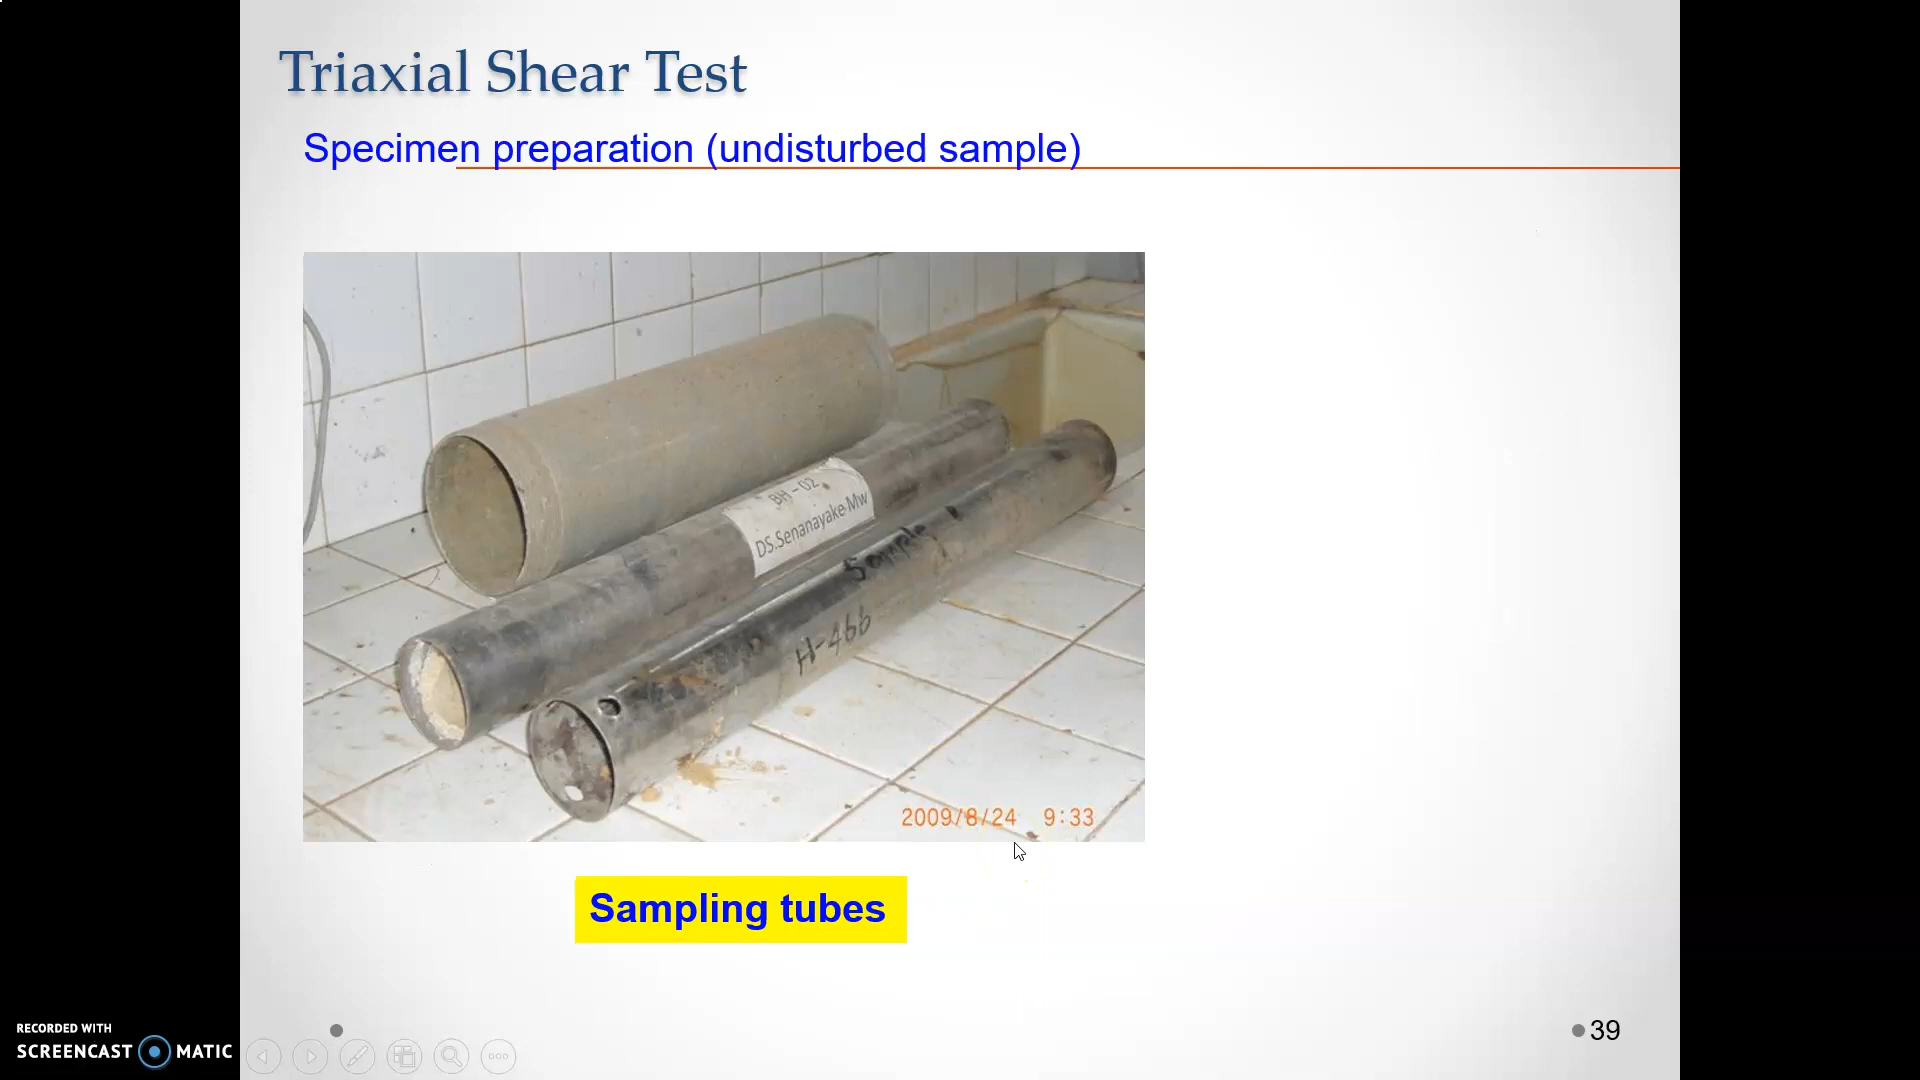 Triaxial Shear Test
Specimen preparation (undisturbed sample)
BH - 02
DS.Senanayake Mw
Sample
H-466
2009/8/24 9:33
Sampling tubes
39
RECORDED WITH
SCREENCAST MATIC